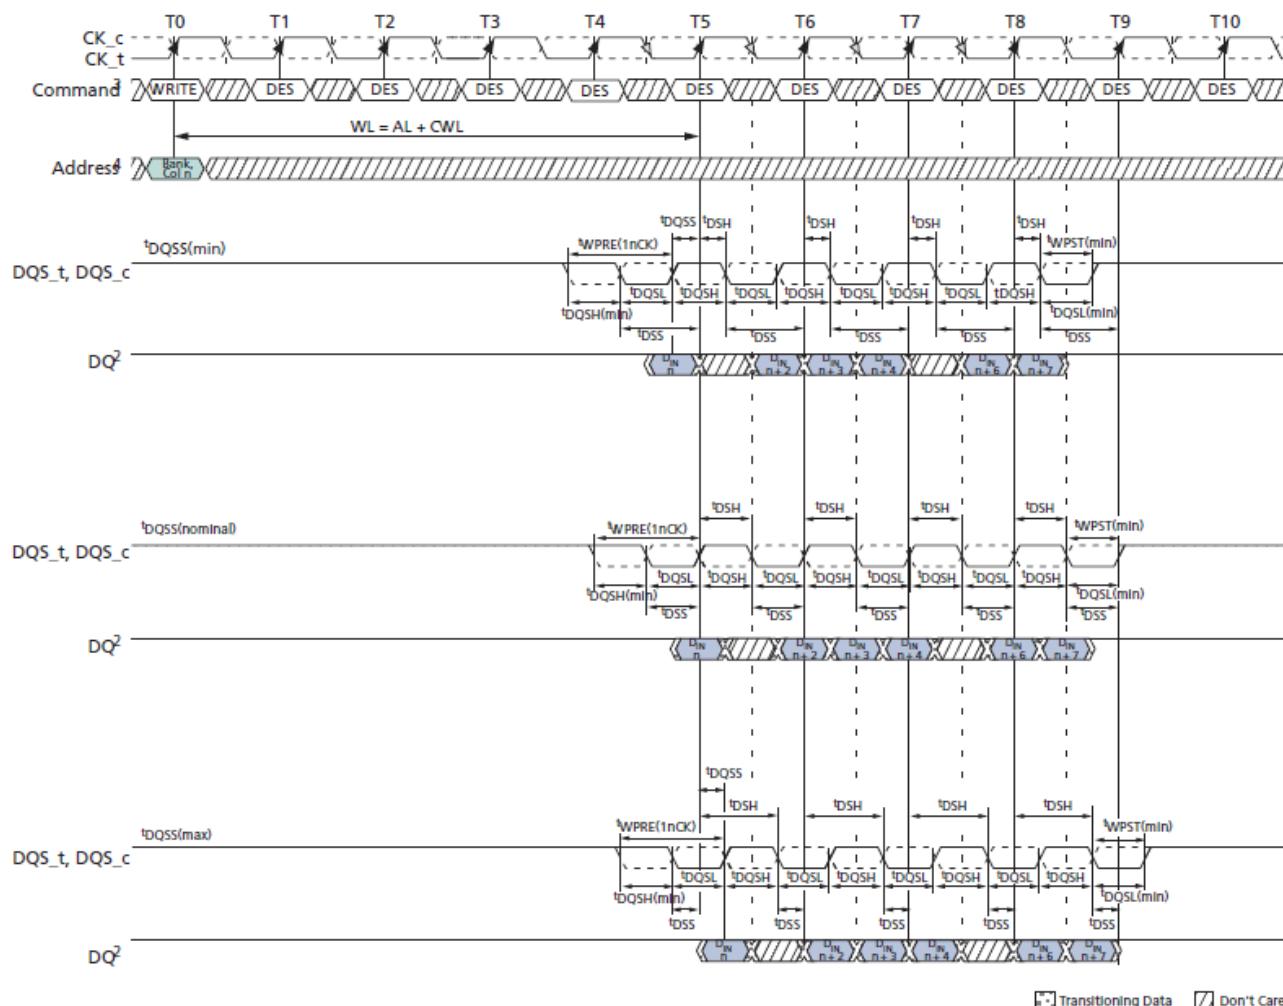 T0 T1 T2 T3 T4 T5 T6 T7 T8 T9 T10
CK_c
CK_t
Command3 WRITE DES DES DES DES DES DES DES DES DES DES
WL = AL + CWL
Address4 Bank, Col n
tDQSS tDSH tDSH tDSH tDSH
tDQSS(min) tWPRE(1nCK) tWPST(min)
DQS_t, DQS_c
tDQSL tDQSH tDQSL tDQSH tDQSL tDQSH tDQSL tDQSH
tDQSH(min) tDQSL(min)
tDSS tDSS tDSS tDSS tDSS
DQ2 DIN n DIN n+2 DIN n+3 DIN n+4 DIN n+6 DIN n+7
tDSH tDSH tDSH tDSH
tDQSS(nominal) tWPRE(1nCK) tWPST(min)
DQS_t, DQS_c
tDQSL tDQSH tDQSL tDQSH tDQSL tDQSH tDQSL tDQSH
tDQSH(min) tDQSL(min)
tDSS tDSS tDSS tDSS tDSS
DQ2 DIN n DIN n+2 DIN n+3 DIN n+4 DIN n+6 DIN n+7
tDQSS
tDSH tDSH tDSH tDSH
tDQSS(max) tWPRE(1nCK) tWPST(min)
DQS_t, DQS_c
tDQSL tDQSH tDQSL tDQSH tDQSL tDQSH tDQSL tDQSH
tDQSH(min) tDQSL(min)
tDSS tDSS tDSS tDSS tDSS
DQ2 DIN n DIN n+2 DIN n+3 DIN n+4 DIN n+6 DIN n+7
Transitioning Data Don't Care